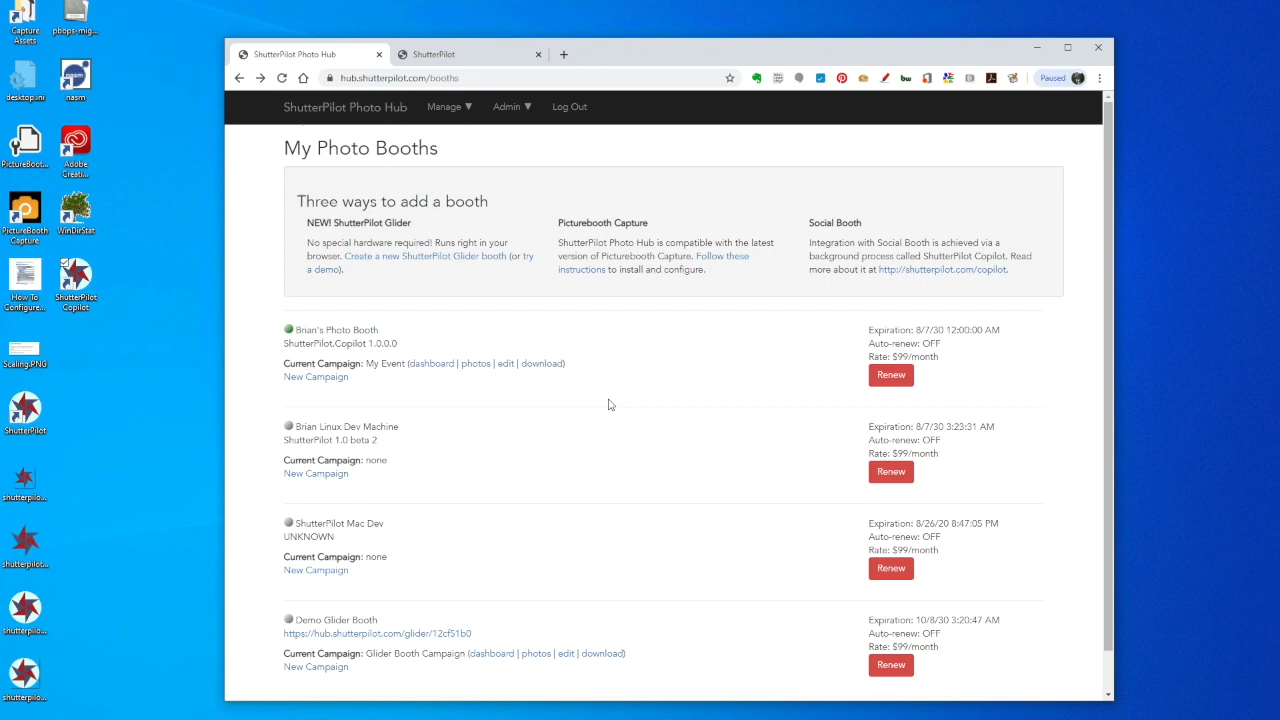 Capture
Assets
pbops-mig...
desktop.ini
nasm
PictureBoot...
Adobe
Creati...
PictureBooth
Capture
WinDirStat
How To
Configure...
ShutterPilot
Copilot
Scaling.PNG
ShutterPilot
shutterpilo...
shutterpilot...
shutterpilo...
shutterpilo...
ShutterPilot Photo Hub
ShutterPilot
hub.shutterpilot.com/booths
Paused
ShutterPilot Photo Hub Manage ▼ Admin ▼ Log Out
My Photo Booths
Three ways to add a booth
NEW! ShutterPilot Glider
No special hardware required! Runs right in your
browser. Create a new ShutterPilot Glider booth (or try
a demo).
Picturebooth Capture
ShutterPilot Photo Hub is compatible with the latest
version of Picturebooth Capture. Follow these
instructions to install and configure.
Social Booth
Integration with Social Booth is achieved via a
background process called ShutterPilot Copilot. Read
more about it at http://shutterpilot.com/copilot.
Brian's Photo Booth
ShutterPilot.Copilot 1.0.0.0
Current Campaign: My Event (dashboard | photos | edit | download)
New Campaign
Expiration: 8/7/30 12:00:00 AM
Auto-renew: OFF
Rate: $99/month
Renew
Brian Linux Dev Machine
ShutterPilot 1.0 beta 2
Current Campaign: none
New Campaign
Expiration: 8/7/30 3:23:31 AM
Auto-renew: OFF
Rate: $99/month
Renew
ShutterPilot Mac Dev
UNKNOWN
Current Campaign: none
New Campaign
Expiration: 8/26/20 8:47:05 PM
Auto-renew: OFF
Rate: $99/month
Renew
Demo Glider Booth
https://hub.shutterpilot.com/glider/12cf51b0
Current Campaign: Glider Booth Campaign (dashboard | photos | edit | download)
New Campaign
Expiration: 10/8/30 3:20:47 AM
Auto-renew: OFF
Rate: $99/month
Renew